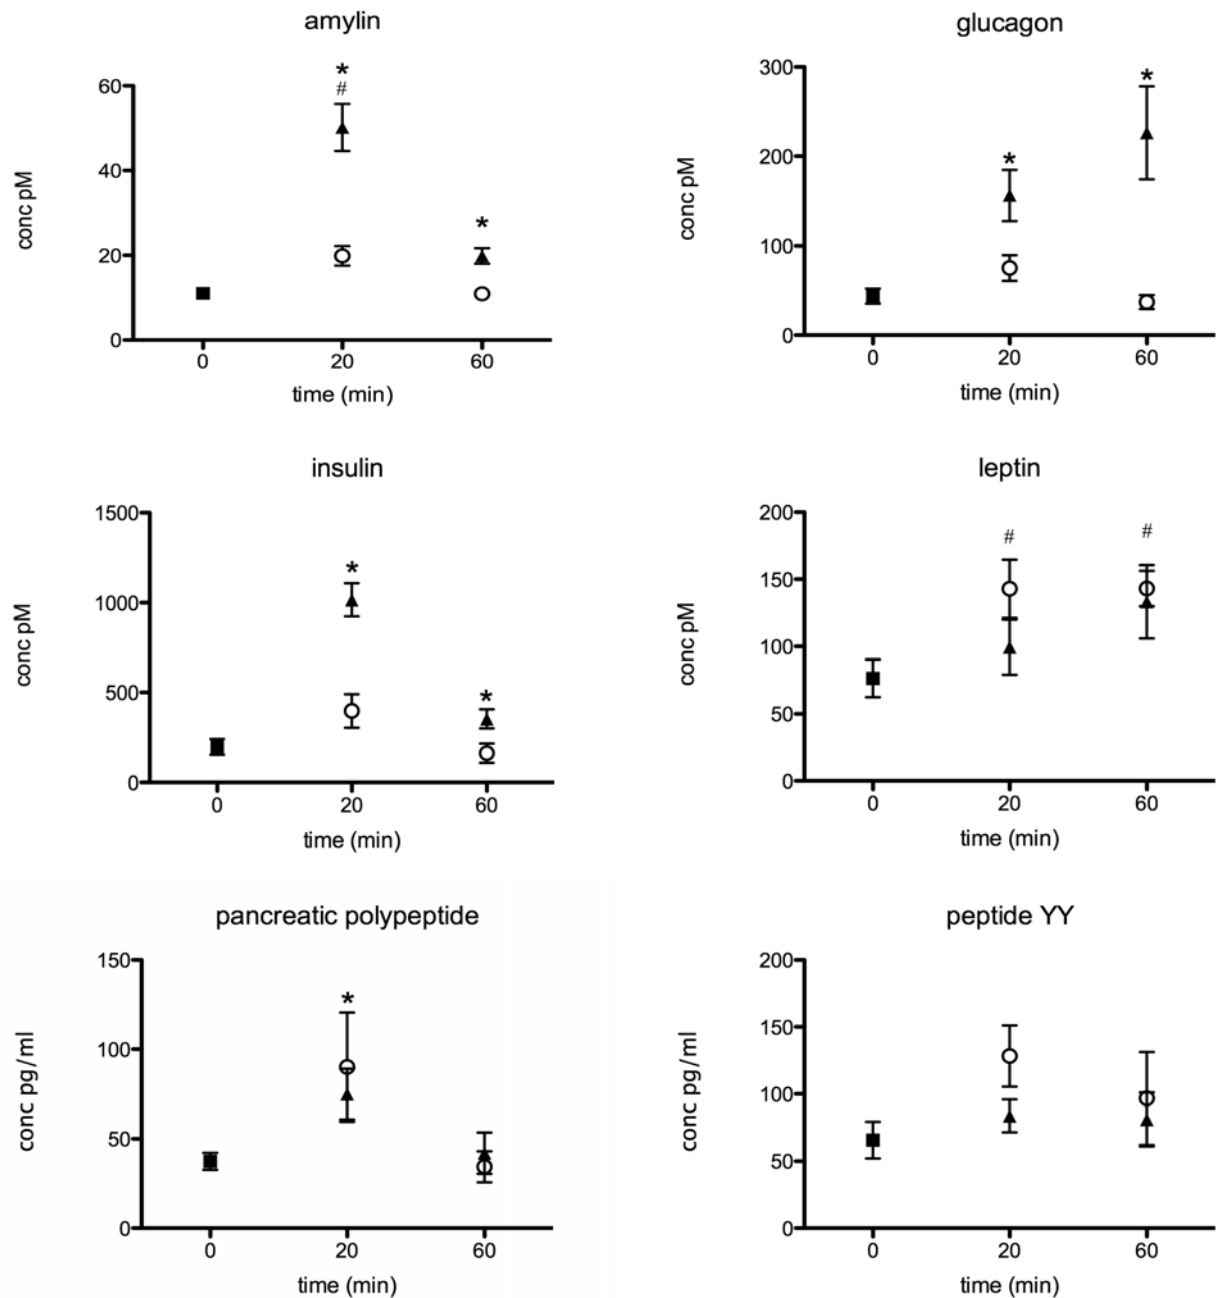 amylin
*
#
60
40
*
20
0
conc pM
0 20 60
time (min)
glucagon
300
*
200
*
100
0
conc pM
0 20 60
time (min)
insulin
1500
*
1000
500
*
0
conc pM
0 20 60
time (min)
leptin
200
# #
150
100
50
0
conc pM
0 20 60
time (min)
pancreatic polypeptide
150
*
100
50
0
conc pg/ml
0 20 60
time (min)
peptide YY
200
150
100
50
0
conc pg/ml
0 20 60
time (min)